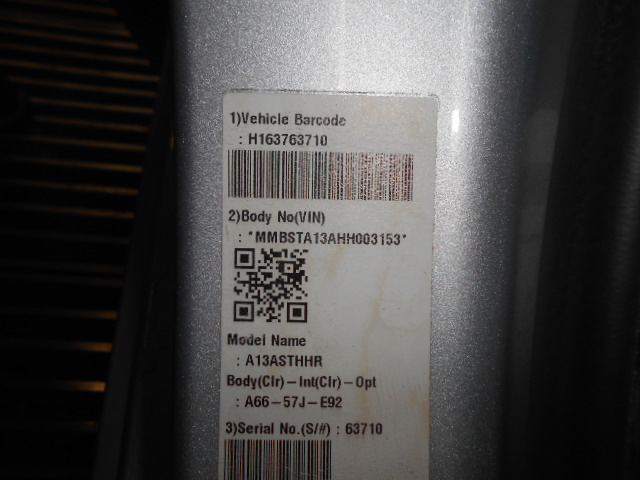 1)Vehicle Barcode
: H163763710
2)Body No(VIN)
: *MMBSTA13AHH003153*
Model Name
: A13ASTHHR
Body(Clr)-Int(Clr)-Opt
: A66-57J-E92
3)Serial No.(S/#) : 63710